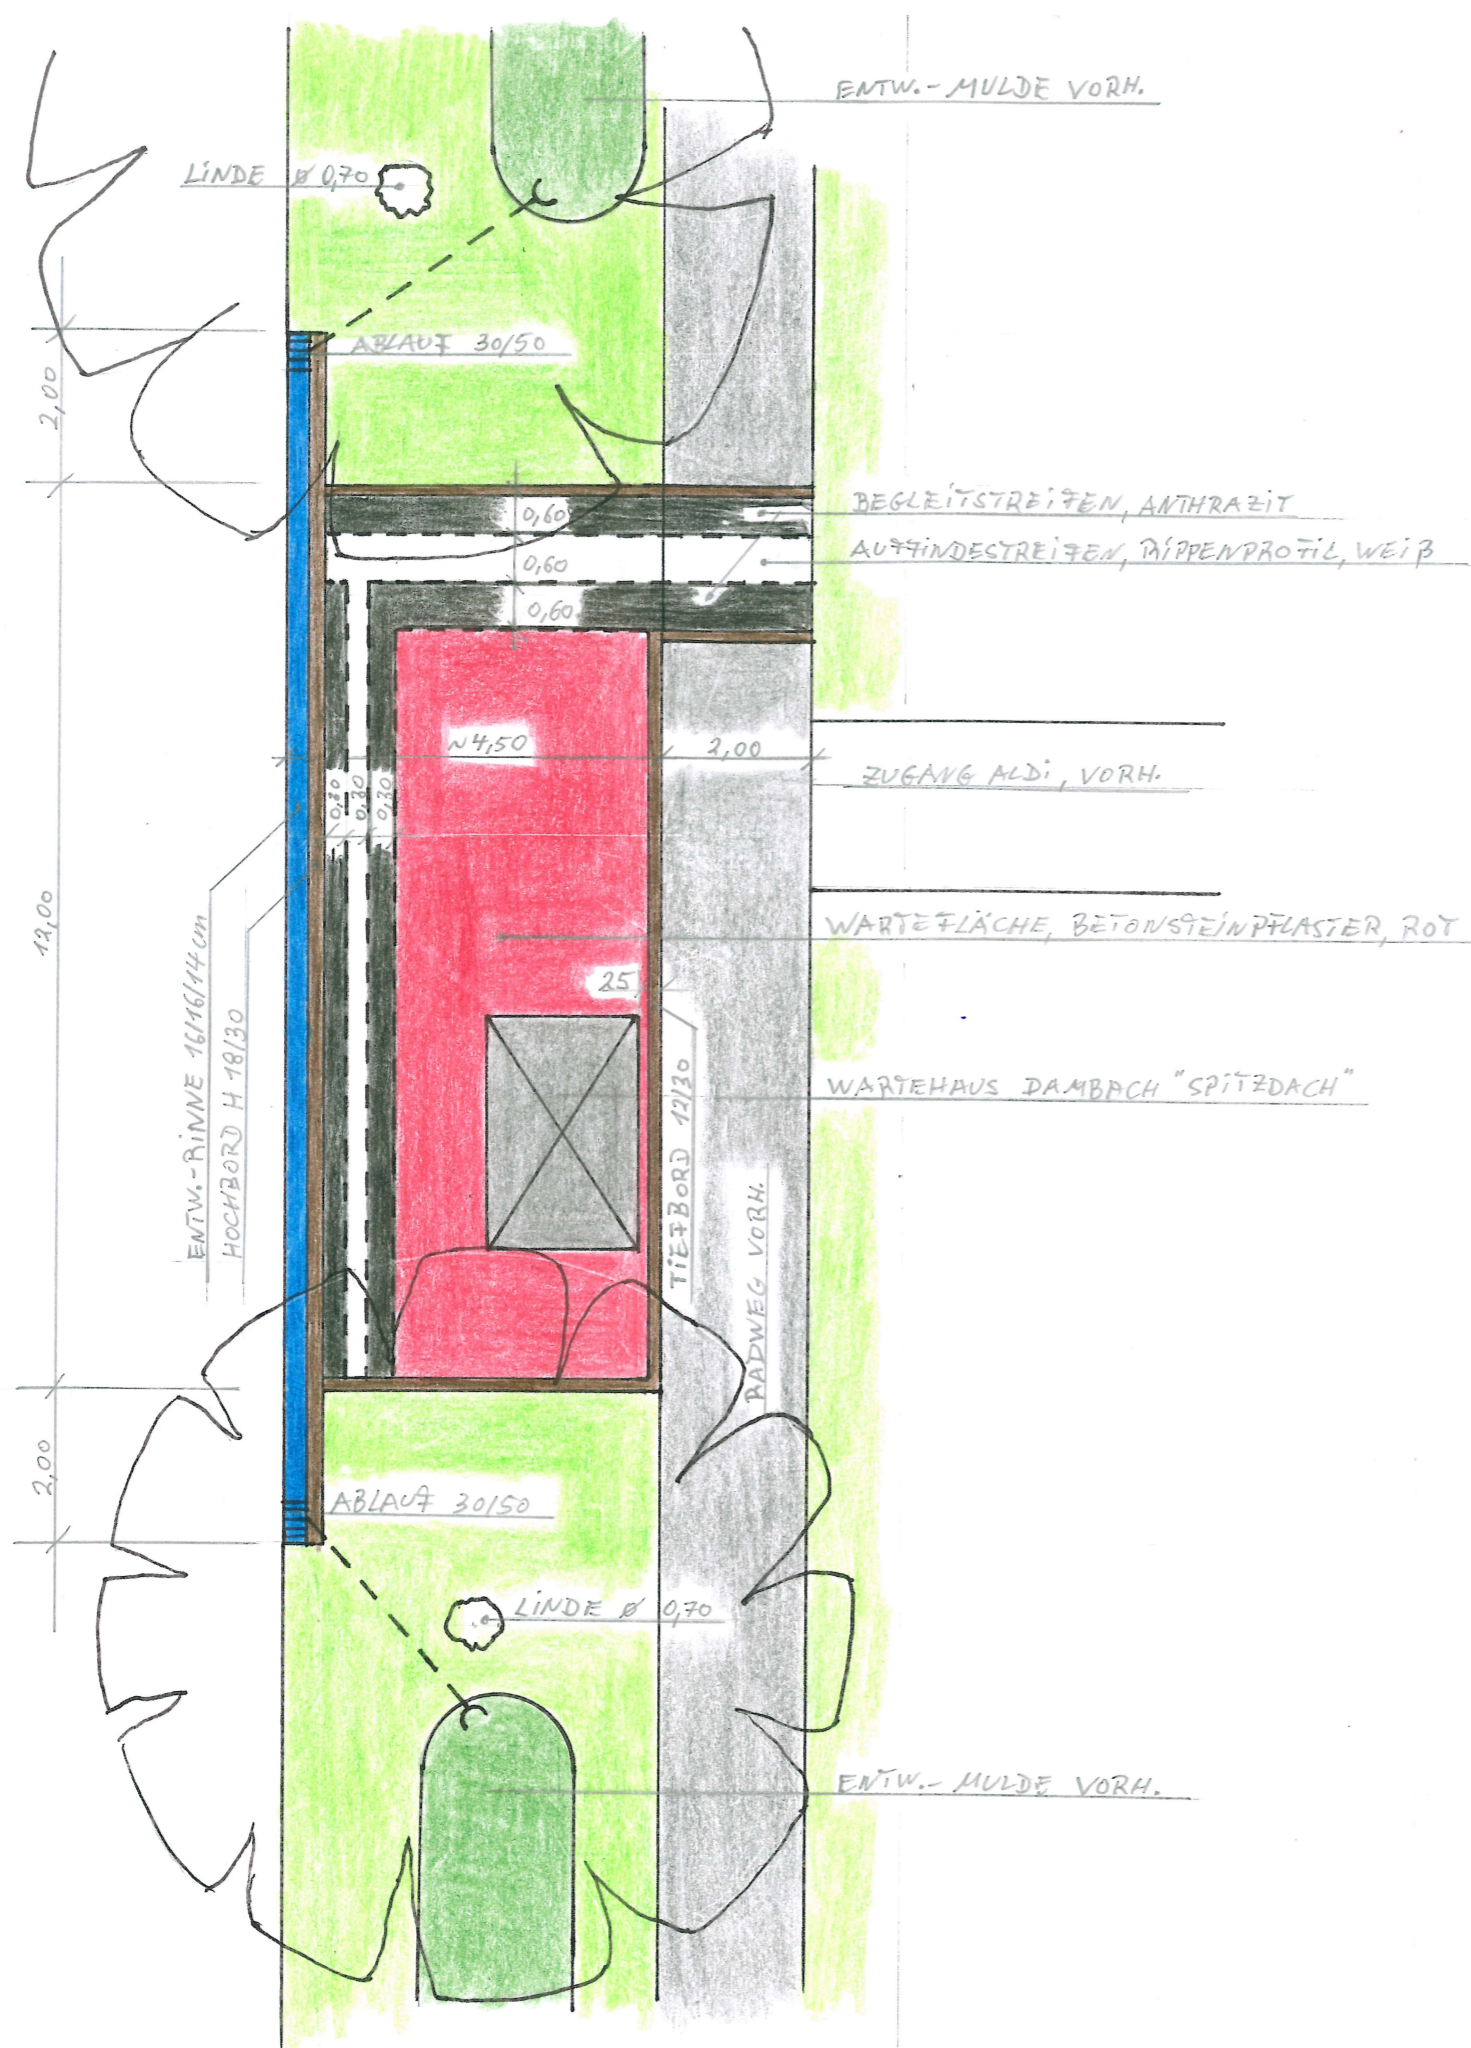 ENTW.- MULDE VORH.
LINDE Ø 0,70
ABLAUF 30/50
2,00
BEGLEITSTREIFEN, ANTHRAZIT
0,60
AUFFINDESTREIFEN, RIPPENPROFIL, WEIß
0,60
0,60
~4,50
2,00
ZUGANG ALDI, VORH.
0,30
0,30
0,30
12,00
WARTEFLÄCHE, BETONSTEINPFLASTER, ROT
25
ENTW.-RINNE 16/16/14 cm
HOCHBORD H 18/30
TIEFBORD 12/30
WARTEHAUS DAMBACH "SPITZDACH"
RADWEG VORH.
2,00
ABLAUF 30/50
LINDE Ø 0,70
ENTW.- MULDE VORH.